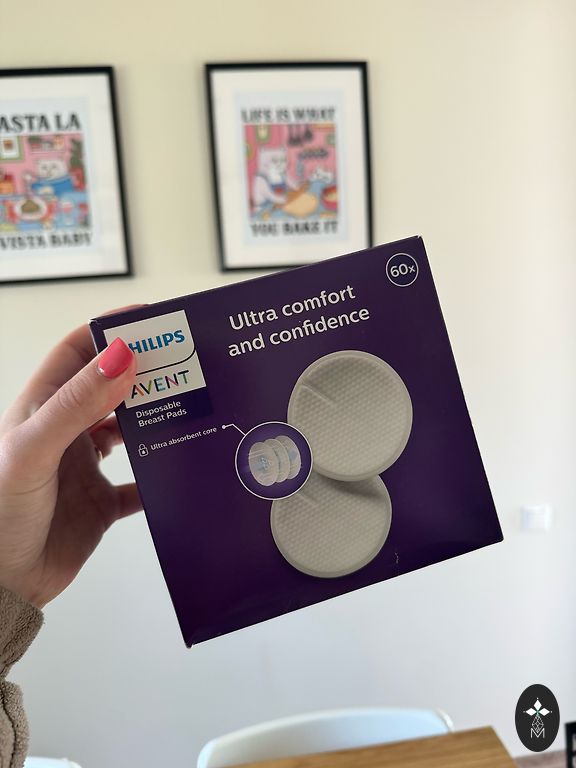 ASTA LA
VISTA BABY
LIFE IS WHAT
YOU BAKE IT
60x
Ultra comfort
and confidence
PHILIPS
AVENT
Disposable
Breast Pads
Ultra absorbent core
M